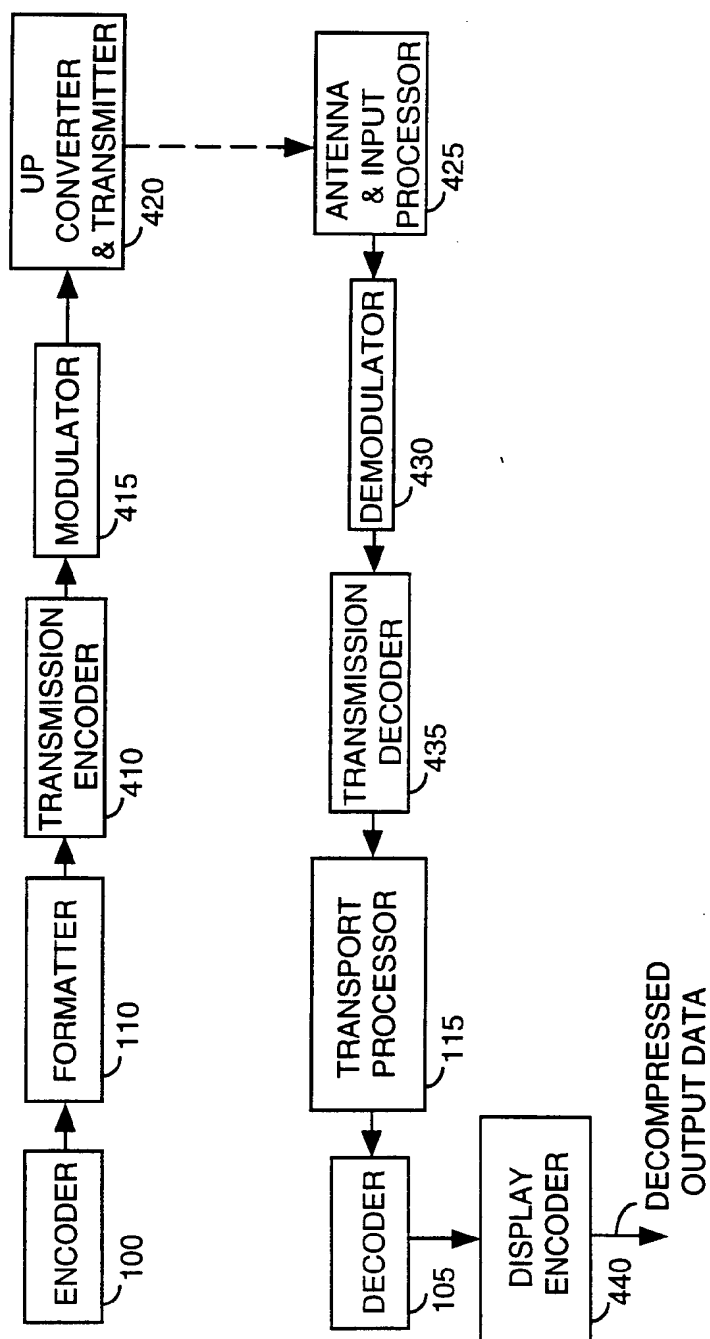 ENCODER
100
FORMATTER
110
TRANSMISSION
ENCODER
410
MODULATOR
415
UP
CONVERTER
& TRANSMITTER
420
ANTENNA
& INPUT
PROCESSOR
425
DEMODULATOR
430
TRANSMISSION
DECODER
435
TRANSPORT
PROCESSOR
115
DECODER
105
DISPLAY
ENCODER
440
DECOMPRESSED
OUTPUT DATA